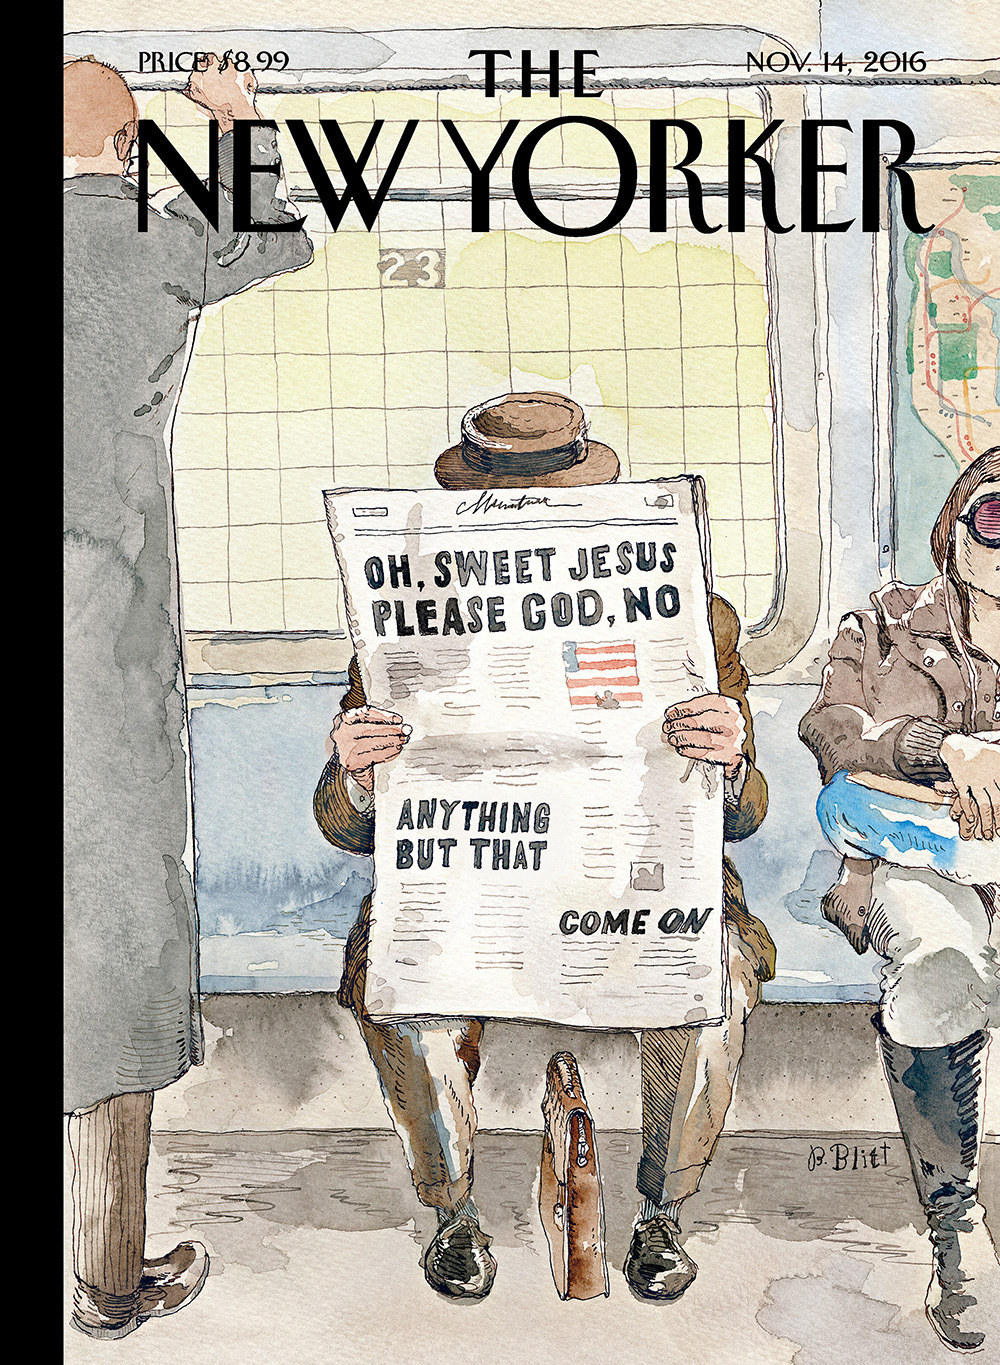 PRICE $8.99
THE
NOV. 14, 2016
NEW YORKER
23
OH, SWEET JESUS
PLEASE GOD, NO
ANYTHING
BUT THAT
COME ON
B. Blitt